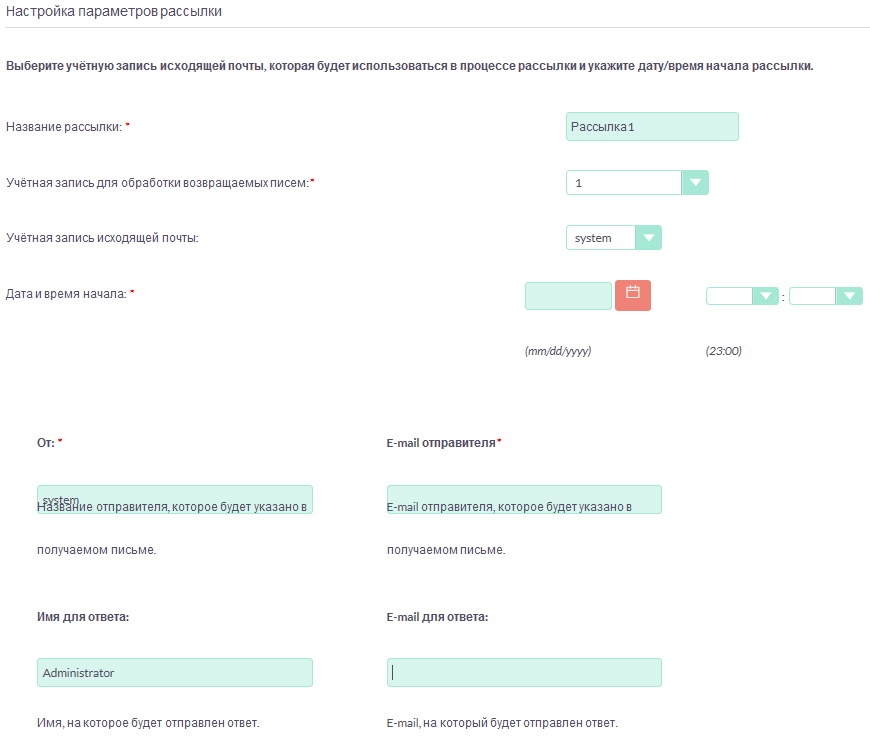 Настройка параметров рассылки
Выберите учётную запись исходящей почты, которая будет использоваться в процессе рассылки и укажите дату/время начала рассылки.
Название рассылки: * Рассылка1
Учётная запись для обработки возвращаемых писем:* 1
Учётная запись исходящей почты: system
Дата и время начала: * :
(mm/dd/yyyy) (23:00)
От: * E-mail отправителя*
system
Название отправителя, которое будет указано в E-mail отправителя, которое будет указано в
получаемом письме. получаемом письме.
Имя для ответа: E-mail для ответа:
Administrator
Имя, на которое будет отправлен ответ. E-mail, на который будет отправлен ответ.